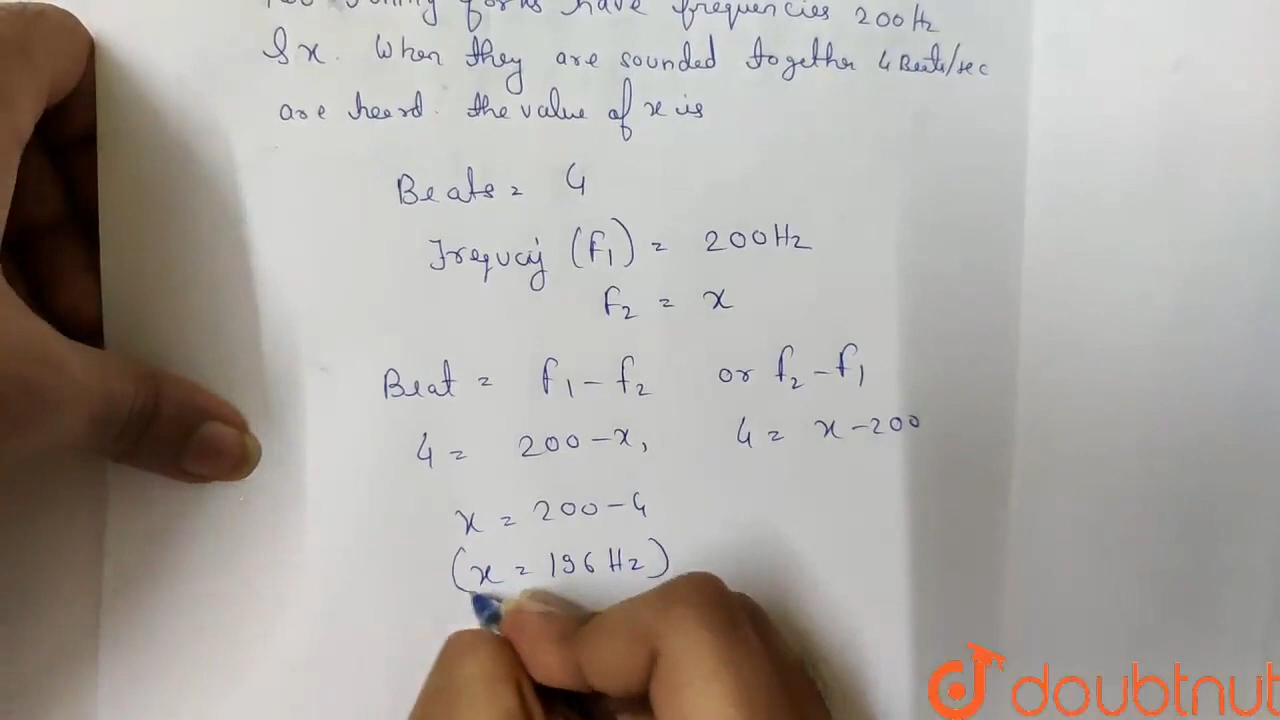 forks have frequencies 200Hz
& x. When they are sounded together 4 Beats/sec
are heard. the value of x is
Beats = 4
(F1) = 200Hz
F2 = x
Beat = f1 - f2 or f2 - f1
4 = 200 - x, 4 = x - 200
x = 200 - 4
(x = 196 Hz)
doubtnut